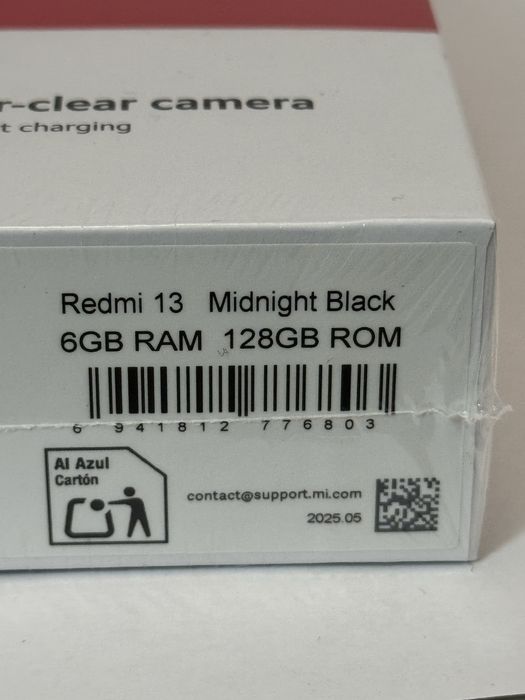 r-clear camera
t charging
Redmi 13 Midnight Black
6GB RAM 128GB ROM
6 941812 776803
Al Azul
Cartón
contact@support.mi.com
2025.05